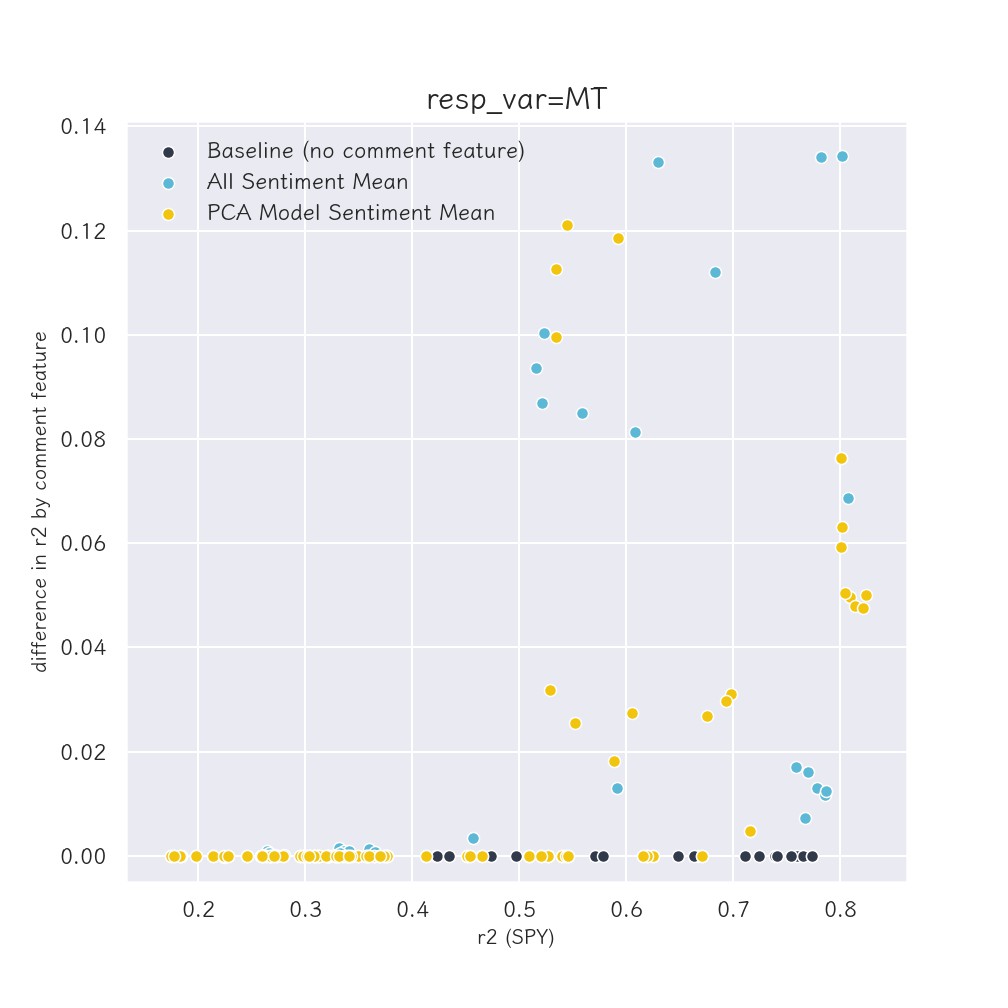 resp_var=MT
Baseline (no comment feature)
All Sentiment Mean
PCA Model Sentiment Mean
0.14
0.12
0.10
0.08
0.06
0.04
0.02
0.00
difference in r2 by comment feature
0.2 0.3 0.4 0.5 0.6 0.7 0.8
r2 (SPY)